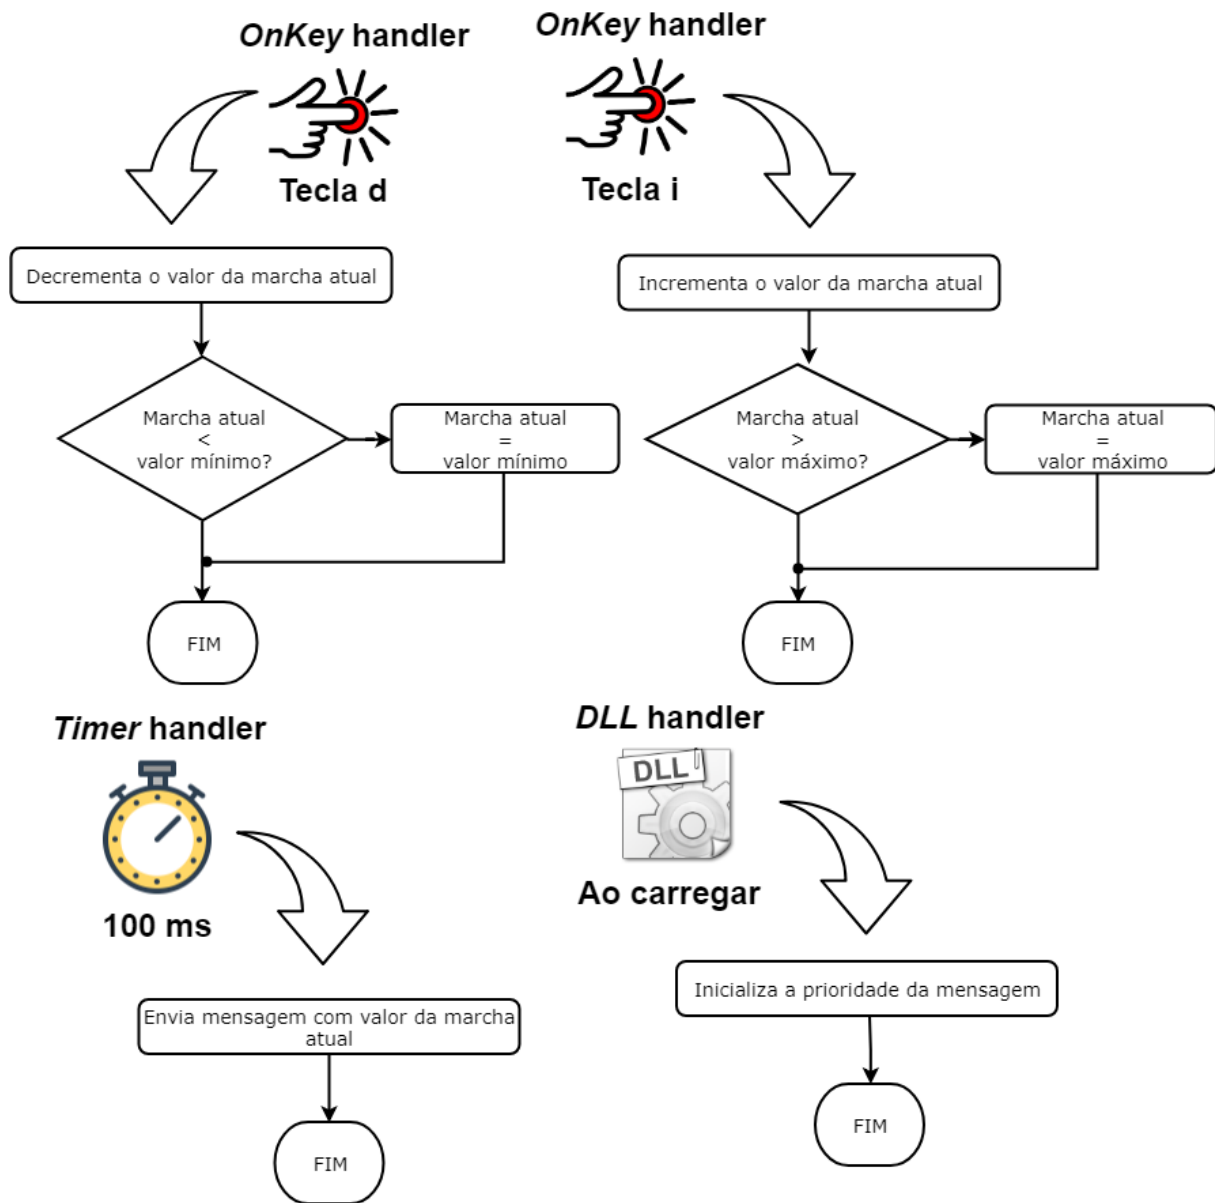 OnKey handler
Tecla d
Decrementa o valor da marcha atual
Marcha atual
<
valor mínimo?
Marcha atual
=
valor mínimo
FIM
OnKey handler
Tecla i
Incrementa o valor da marcha atual
Marcha atual
>
valor máximo?
Marcha atual
=
valor máximo
FIM
Timer handler
100 ms
Envia mensagem com valor da marcha
atual
FIM
DLL handler
DLL
Ao carregar
Inicializa a prioridade da mensagem
FIM